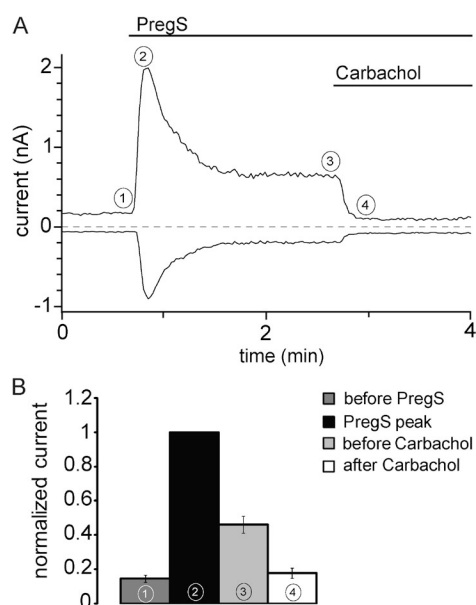 A
PregS
Carbachol
2
1
0
-1
current (nA)
1
2
3
4
0
2
4
time (min)
B
1.2
1
0.8
0.6
0.4
0.2
0
normalized current
1
2
3
4
before PregS
PregS peak
before Carbachol
after Carbachol